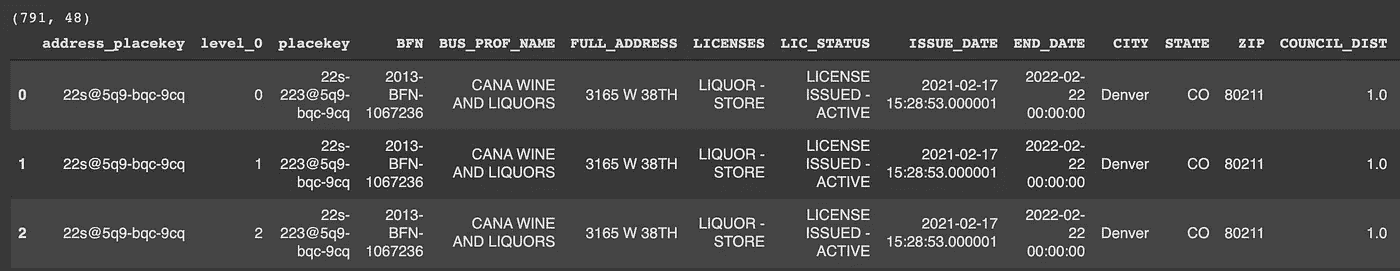 (791, 48)
address_placekey level_0 placekey BFN BUS_PROF_NAME FULL_ADDRESS LICENSES LIC_STATUS ISSUE_DATE END_DATE CITY STATE ZIP COUNCIL_DIST
0 22s@5q9-bqc-9cq 0 22s-223@5q9-bqc-9cq 2013-BFN-1067236 CANA WINE AND LIQUORS 3165 W 38TH LIQUOR - STORE LICENSE ISSUED - ACTIVE 2021-02-17 15:28:53.000001 2022-02-22 00:00:00 Denver CO 80211 1.0
1 22s@5q9-bqc-9cq 1 22s-223@5q9-bqc-9cq 2013-BFN-1067236 CANA WINE AND LIQUORS 3165 W 38TH LIQUOR - STORE LICENSE ISSUED - ACTIVE 2021-02-17 15:28:53.000001 2022-02-22 00:00:00 Denver CO 80211 1.0
2 22s@5q9-bqc-9cq 2 22s-223@5q9-bqc-9cq 2013-BFN-1067236 CANA WINE AND LIQUORS 3165 W 38TH LIQUOR - STORE LICENSE ISSUED - ACTIVE 2021-02-17 15:28:53.000001 2022-02-22 00:00:00 Denver CO 80211 1.0